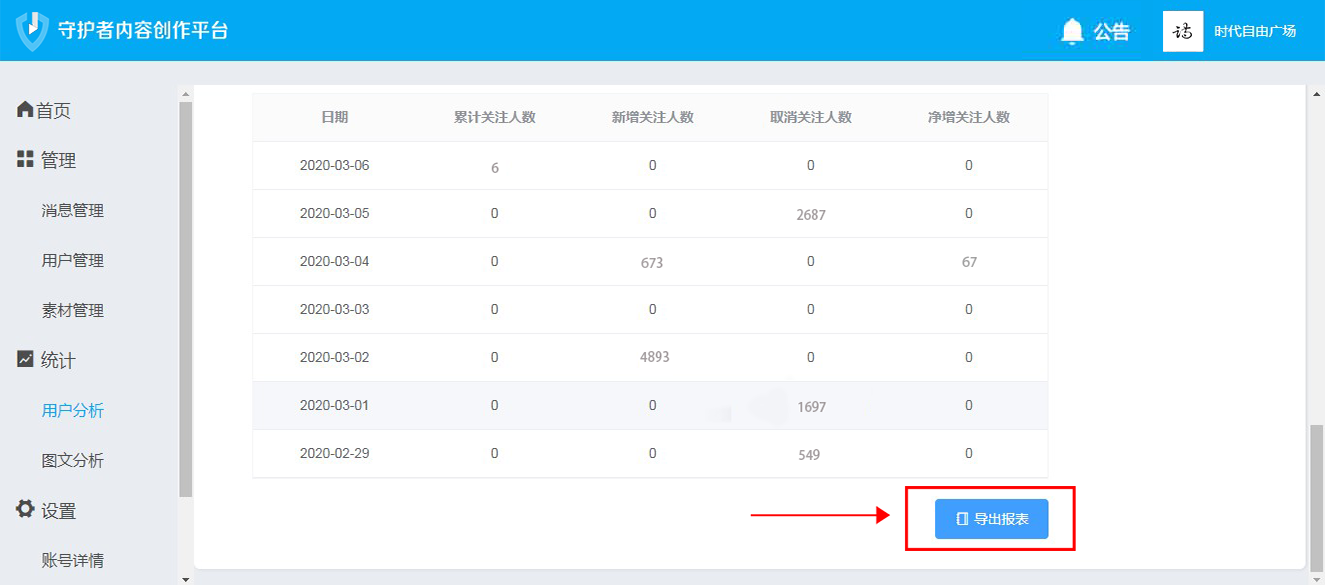 守护者内容创作平台
公告
时代自由广场
首页
管理
消息管理
用户管理
素材管理
统计
用户分析
图文分析
设置
账号详情
日期 累计关注人数 新增关注人数 取消关注人数 净增关注人数
2020-03-06 6 0 0 0
2020-03-05 0 0 2687 0
2020-03-04 0 673 0 67
2020-03-03 0 0 0 0
2020-03-02 0 4893 0 0
2020-03-01 0 0 1697 0
2020-02-29 0 0 549 0
导出报表